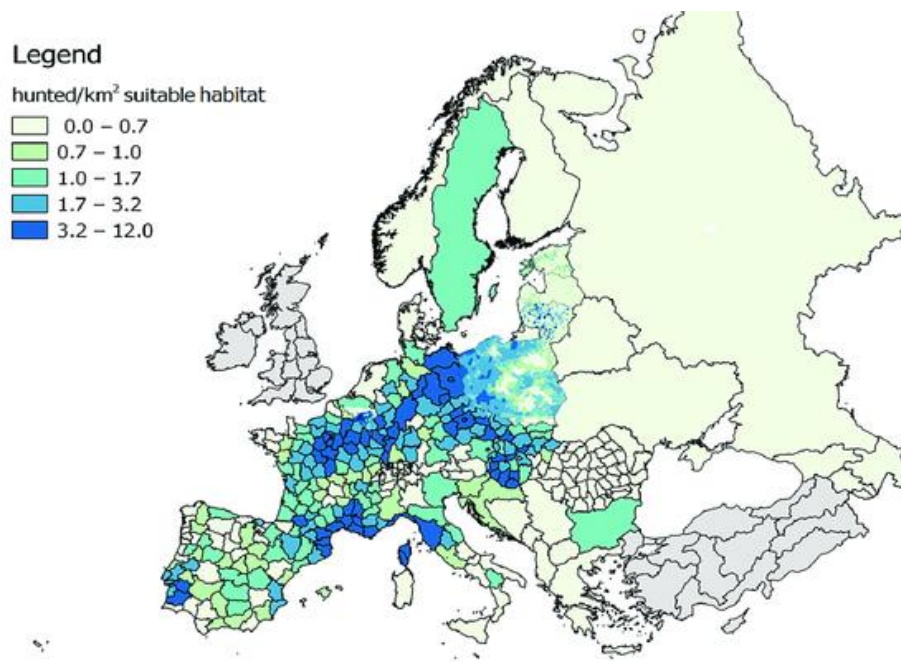 Legend
hunted/km² suitable habitat
0.0 – 0.7
0.7 – 1.0
1.0 – 1.7
1.7 – 3.2
3.2 – 12.0